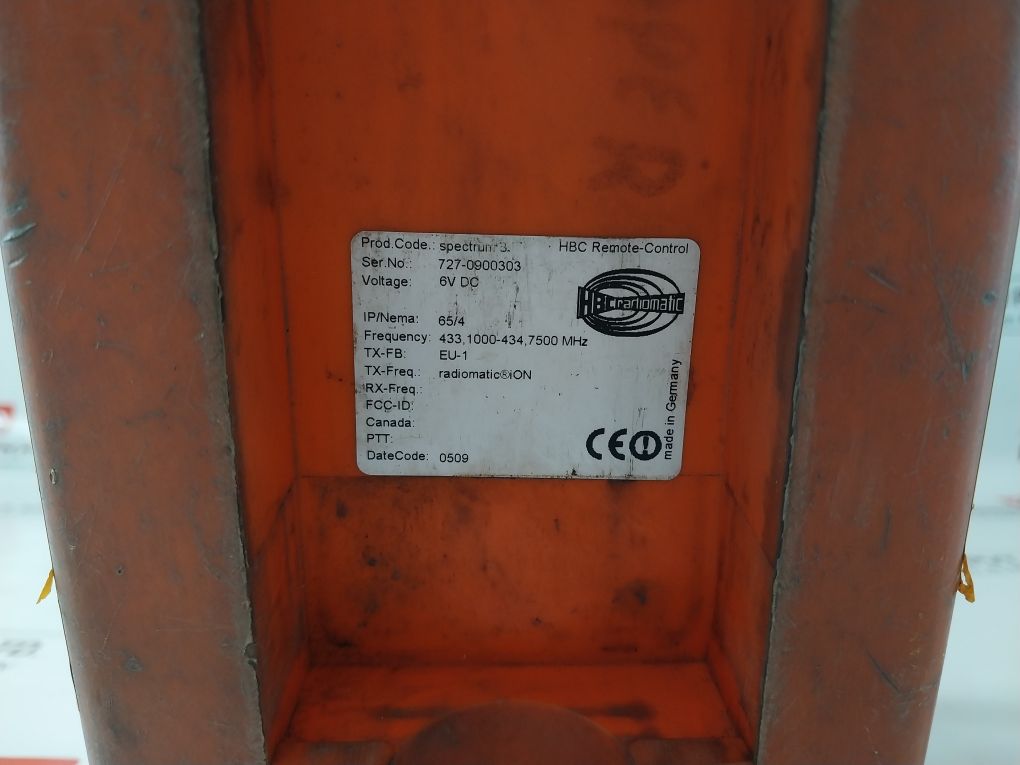 Prod.Code.: spectrum 3. HBC Remote-Control
Ser.No.: 727-0900303
Voltage: 6V DC
HBC radiomatic
IP/Nema: 65/4
Frequency: 433,1000-434,7500 MHz
TX-FB: EU-1
TX-Freq.: radiomatic®iON
RX-Freq.:
FCC-ID:
Canada:
PTT:
DateCode: 0509
CE
made in Germany